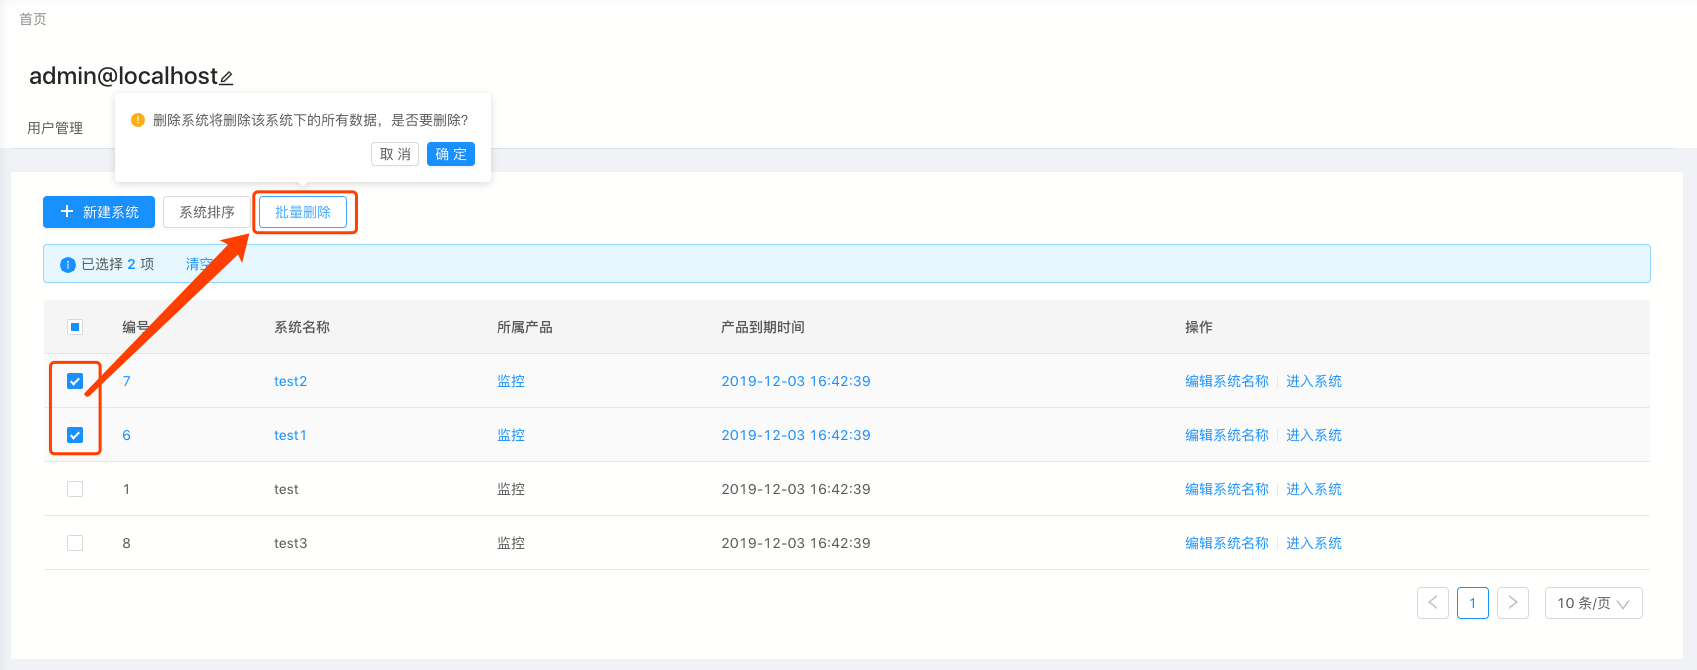 首页
admin@localhost
删除系统将删除该系统下的所有数据，是否要删除?
取 消 确 定
用户管理
新建系统 系统排序 批量删除
已选择 2 项 清空
编号 系统名称 所属产品 产品到期时间 操作
7 test2 监控 2019-12-03 16:42:39 编辑系统名称 进入系统
6 test1 监控 2019-12-03 16:42:39 编辑系统名称 进入系统
1 test 监控 2019-12-03 16:42:39 编辑系统名称 进入系统
8 test3 监控 2019-12-03 16:42:39 编辑系统名称 进入系统
1 10 条/页